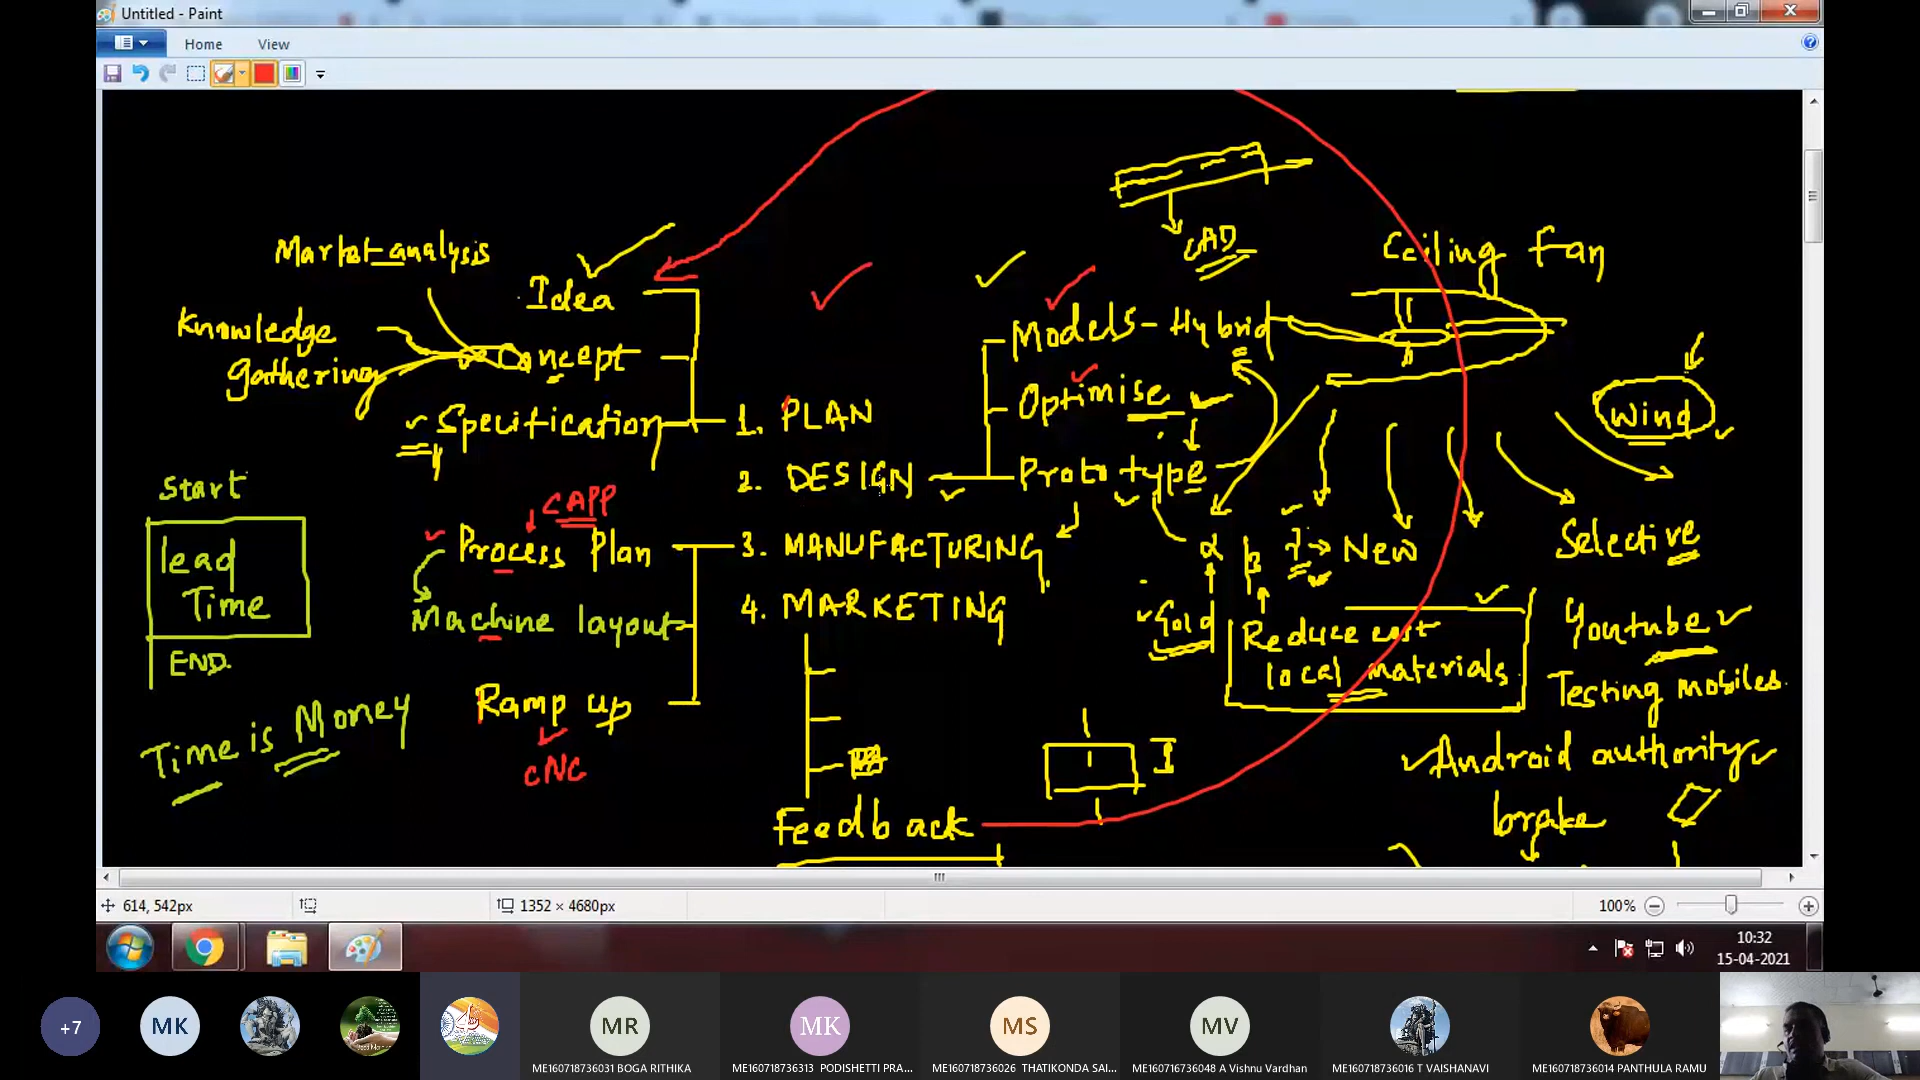 Untitled - Paint
Home
View
CAD
Market analysis
Idea
Ceiling fan
Knowledge
gathering
Concept
Models - Hybrid
Optimise
Wind
Specification
1. PLAN
2. DESIGN
Prototype
Start
CAPP
lead
Time
END.
Process Plan
3. MANUFACTURING
α β γ → New
Selective
Machine layout
4. MARKETING
Gold
Reduce cost
local materials
Youtube
Testing mobiles
Ramp up
CNC
Time is Money
Android authority
brake
I
Feedback
614, 542px
1352 × 4680px
100%
10:32
15-04-2021
+7
MK
MR
MK
MS
MV
ME160718736031 BOGA RITHIKA
ME160718736313 PODISHETTI PRA...
ME160718736026 THATIKONDA SAI...
ME160716736048 A Vishnu Vardhan
ME160718736016 T VAISHANAVI
ME160718736014 PANTHULA RAMU